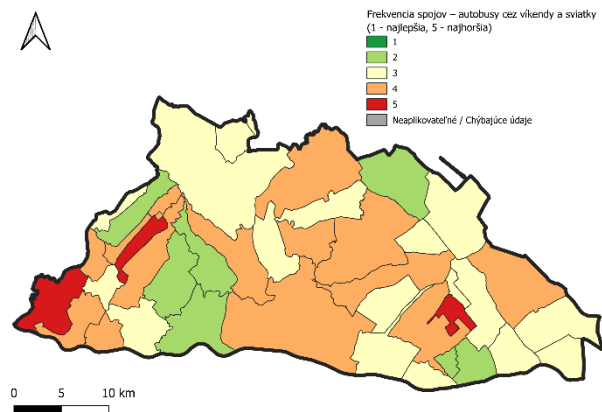 Frekvencia spojov – autobusy cez víkendy a sviatky
(1 - najlepšia, 5 - najhoršia)
1
2
3
4
5
Neaplikovateľné / Chýbajúce údaje
0 5 10 km